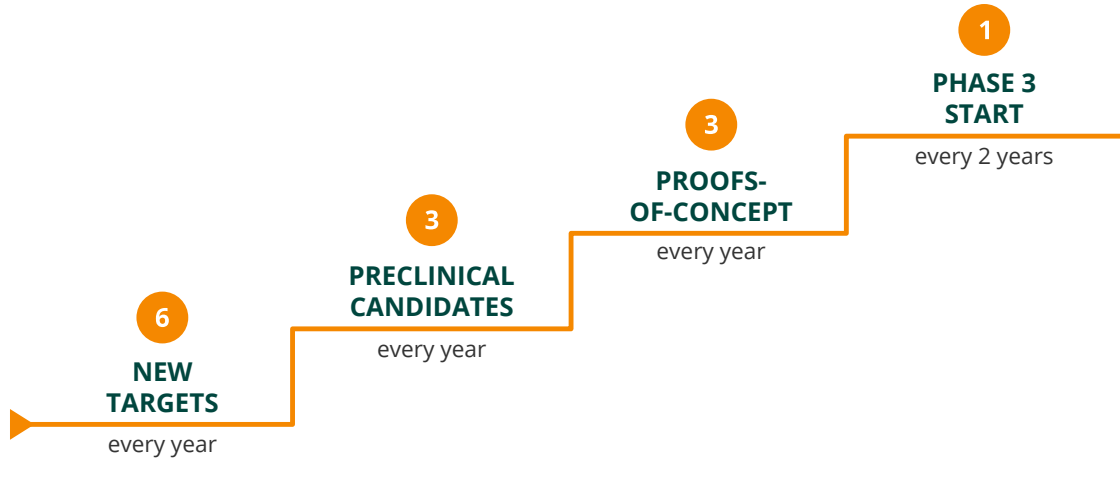 6
NEW
TARGETS
every year
3
PRECLINICAL
CANDIDATES
every year
3
PROOFS-
OF-CONCEPT
every year
1
PHASE 3
START
every 2 years